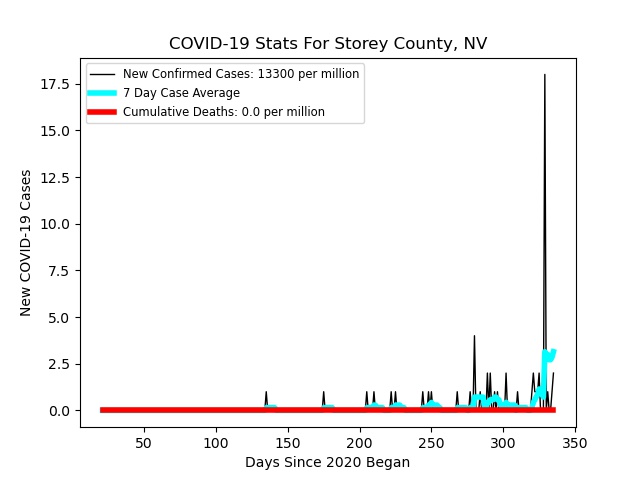 COVID-19 Stats For Storey County, NV
New Confirmed Cases: 13300 per million
7 Day Case Average
Cumulative Deaths: 0.0 per million
New COVID-19 Cases
17.5
15.0
12.5
10.0
7.5
5.0
2.5
0.0
50 100 150 200 250 300 350
Days Since 2020 Began